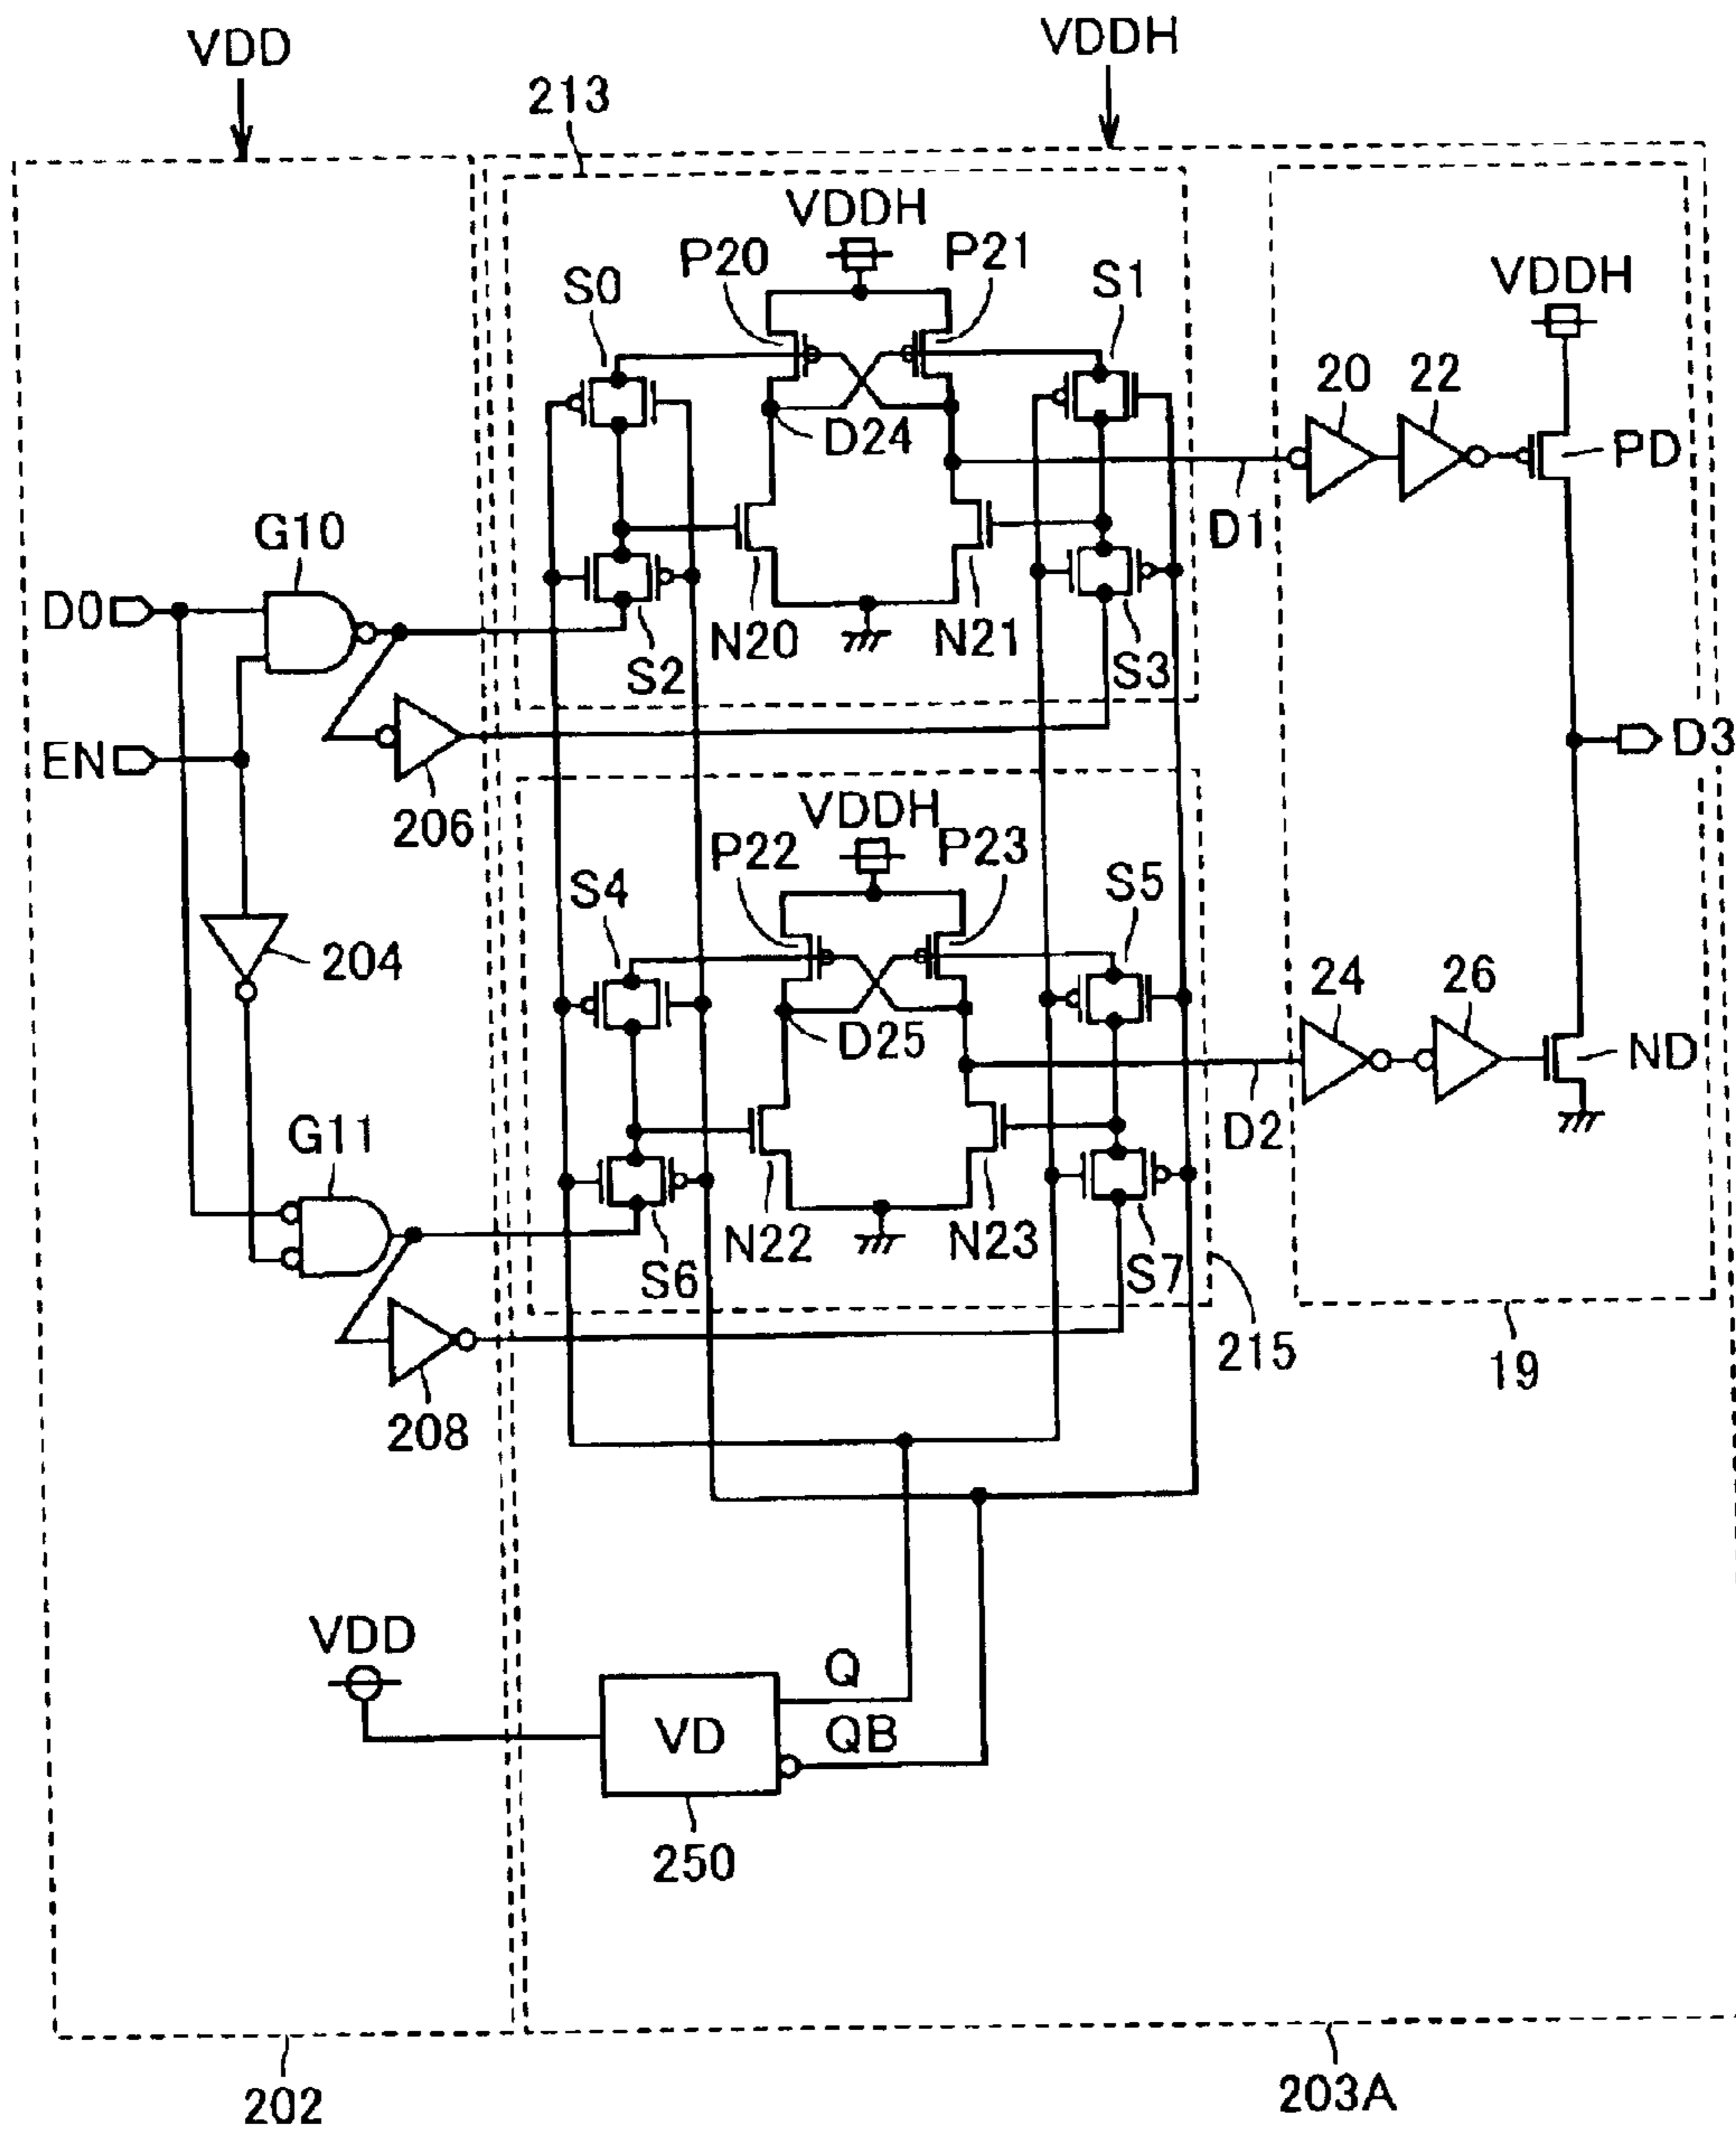 VDD
VDDH
213
VDDH
P20
P21
S0
S1
VDDH
20
22
D24
PD
G10
D1
D0
N20
N21
S2
S3
EN
D3
206
VDDH
P22
P23
S4
S5
204
24
26
D25
ND
G11
D2
N22
N23
S6
S7
215
19
208
VDD
Q
VD
QB
250
202
203A